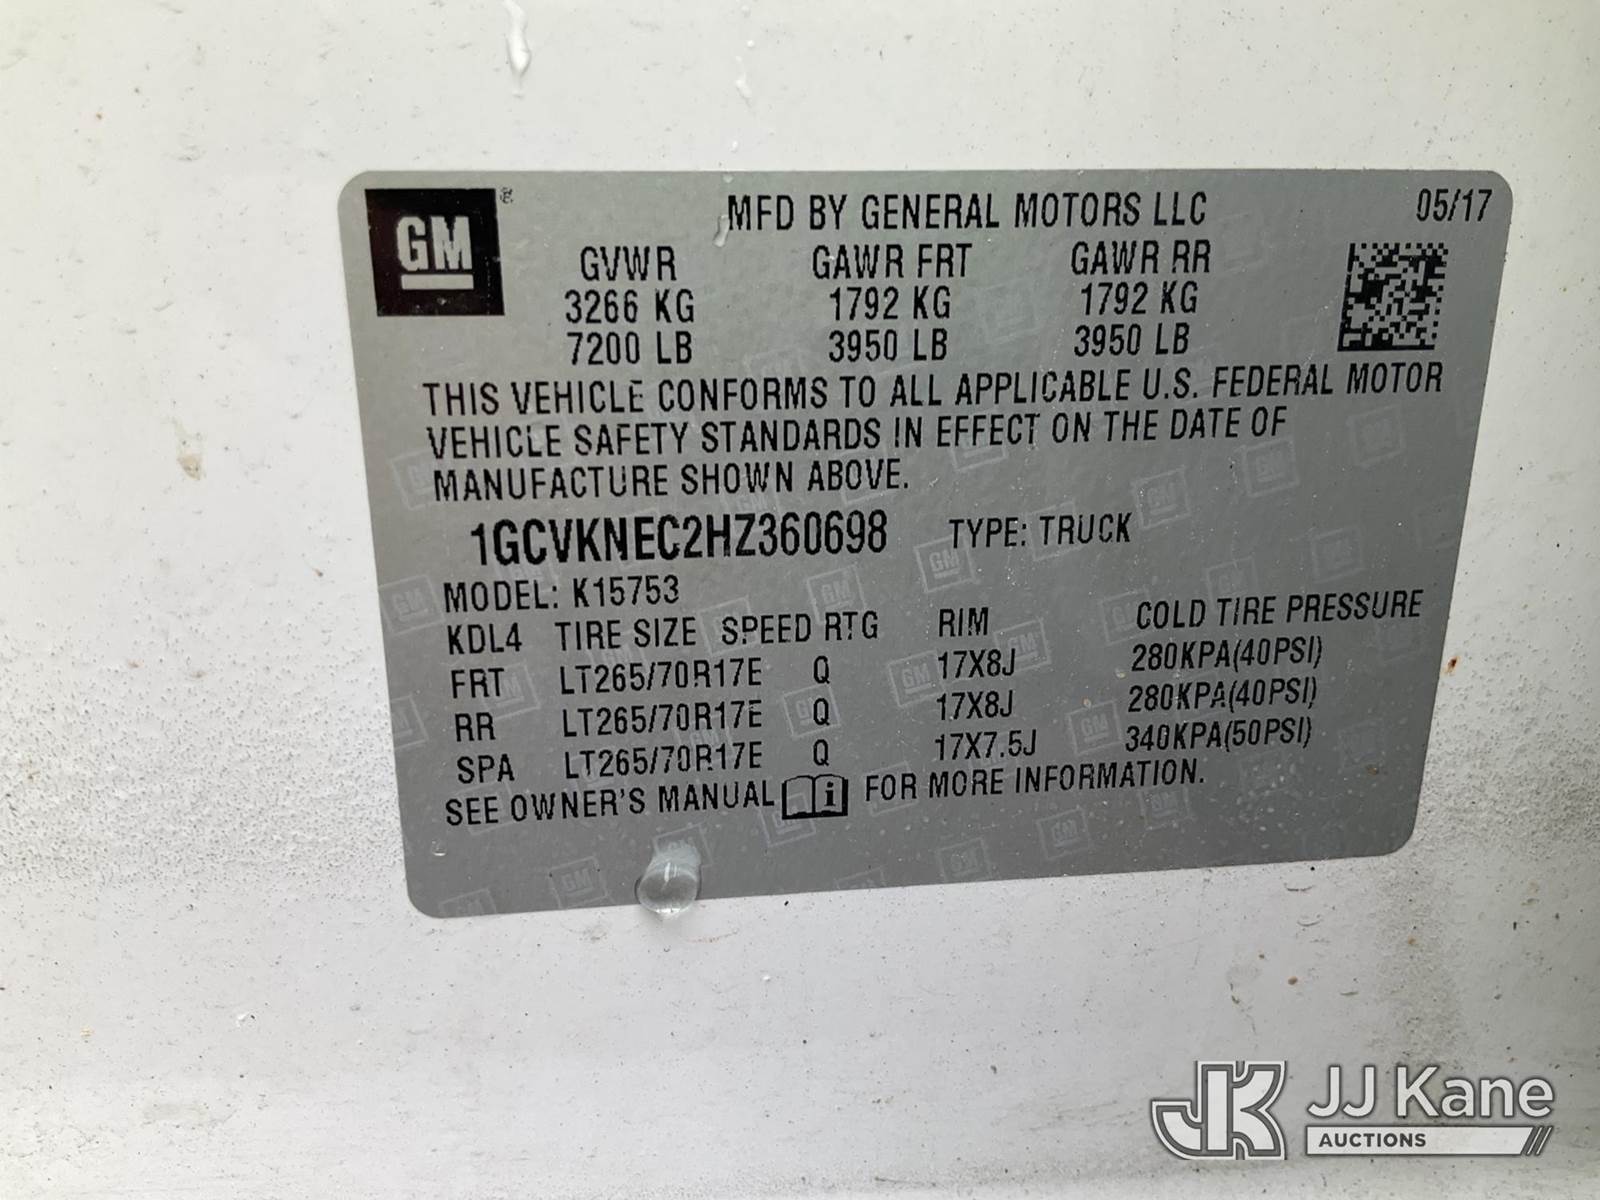 GM
MFD BY GENERAL MOTORS LLC 05/17
GVWR GAWR FRT GAWR RR
3266 KG 1792 KG 1792 KG
7200 LB 3950 LB 3950 LB
THIS VEHICLE CONFORMS TO ALL APPLICABLE U.S. FEDERAL MOTOR
VEHICLE SAFETY STANDARDS IN EFFECT ON THE DATE OF
MANUFACTURE SHOWN ABOVE.
1GCVKNEC2HZ360698 TYPE: TRUCK
MODEL: K15753
KDL4 TIRE SIZE SPEED RTG RIM COLD TIRE PRESSURE
FRT LT265/70R17E Q 17X8J 280KPA(40PSI)
RR LT265/70R17E Q 17X8J 280KPA(40PSI)
SPA LT265/70R17E Q 17X7.5J 340KPA(50PSI)
SEE OWNER'S MANUAL i FOR MORE INFORMATION.
JK JJ Kane
AUCTIONS